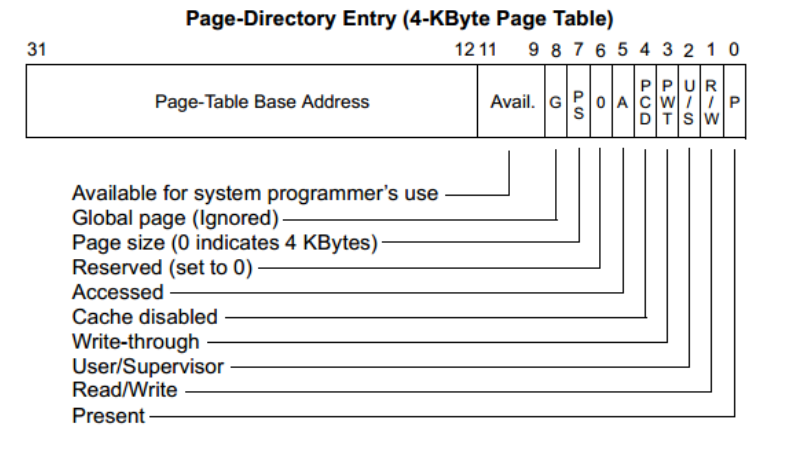 Page-Directory Entry (4-KByte Page Table)
31 12 11 9 8 7 6 5 4 3 2 1 0
Page-Table Base Address Avail. G PS 0 A PCD PWT U/S R/W P
Available for system programmer's use
Global page (Ignored)
Page size (0 indicates 4 KBytes)
Reserved (set to 0)
Accessed
Cache disabled
Write-through
User/Supervisor
Read/Write
Present